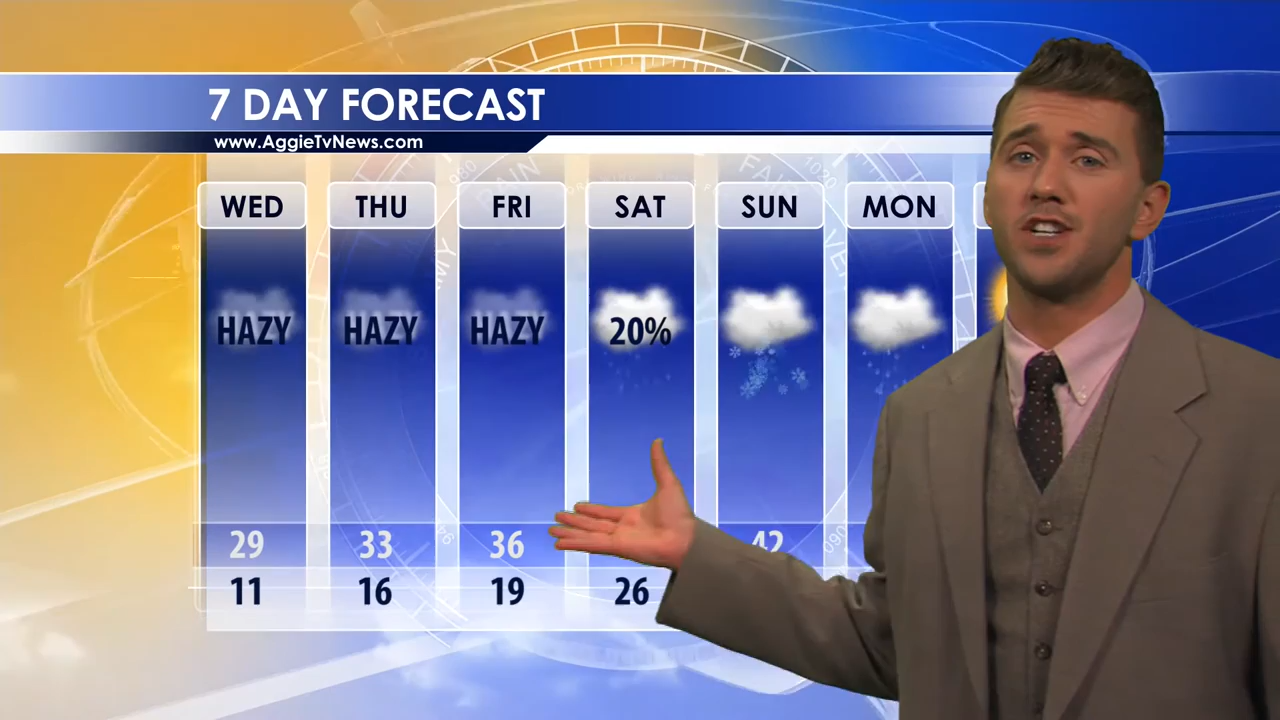 7 DAY FORECAST
www.AggieTvNews.com
WED THU FRI SAT SUN MON
HAZY HAZY HAZY 20%
29 33 36 42
11 16 19 26